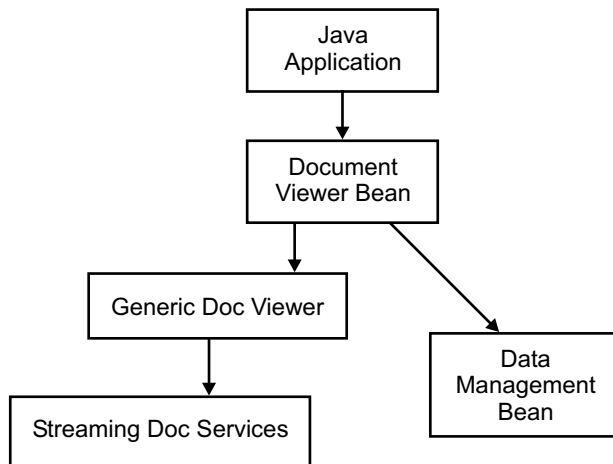 Java
Application
Document
Viewer Bean
Generic Doc Viewer
Data
Management
Bean
Streaming Doc Services